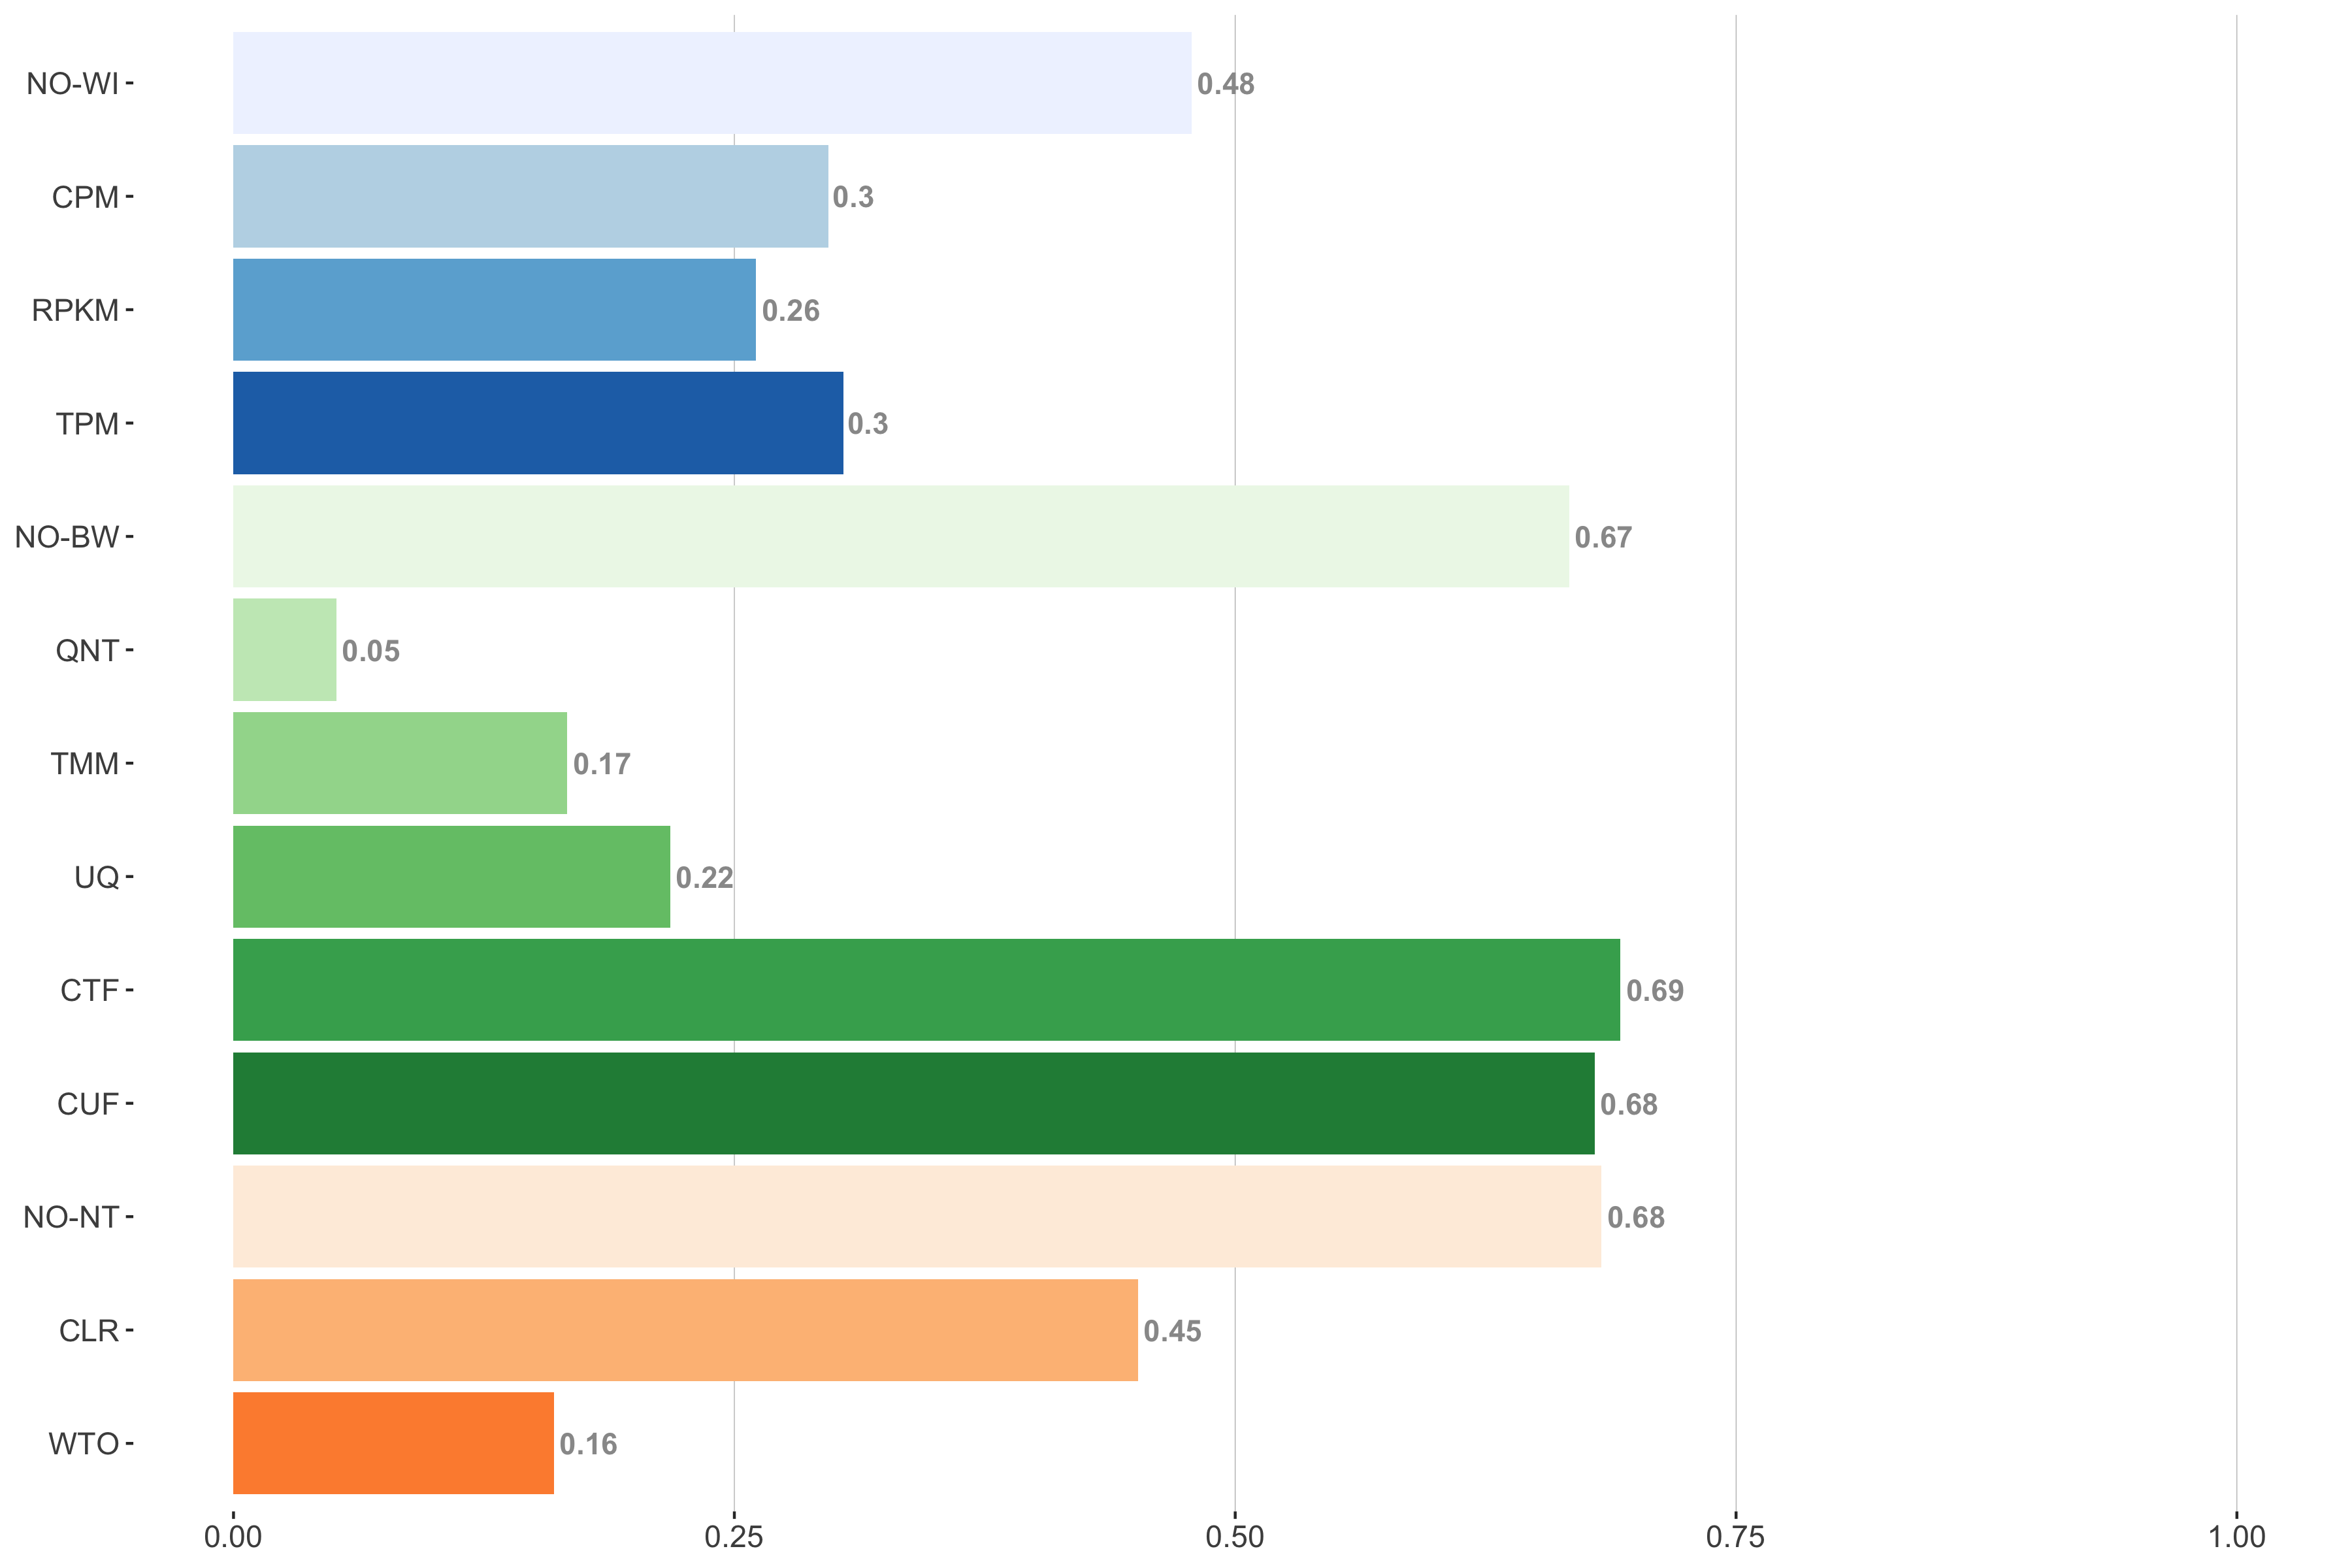 NO-WI 0.48
CPM 0.3
RPKM 0.26
TPM 0.3
NO-BW 0.67
QNT 0.05
TMM 0.17
UQ 0.22
CTF 0.69
CUF 0.68
NO-NT 0.68
CLR 0.45
WTO 0.16
0.00 0.25 0.50 0.75 1.00